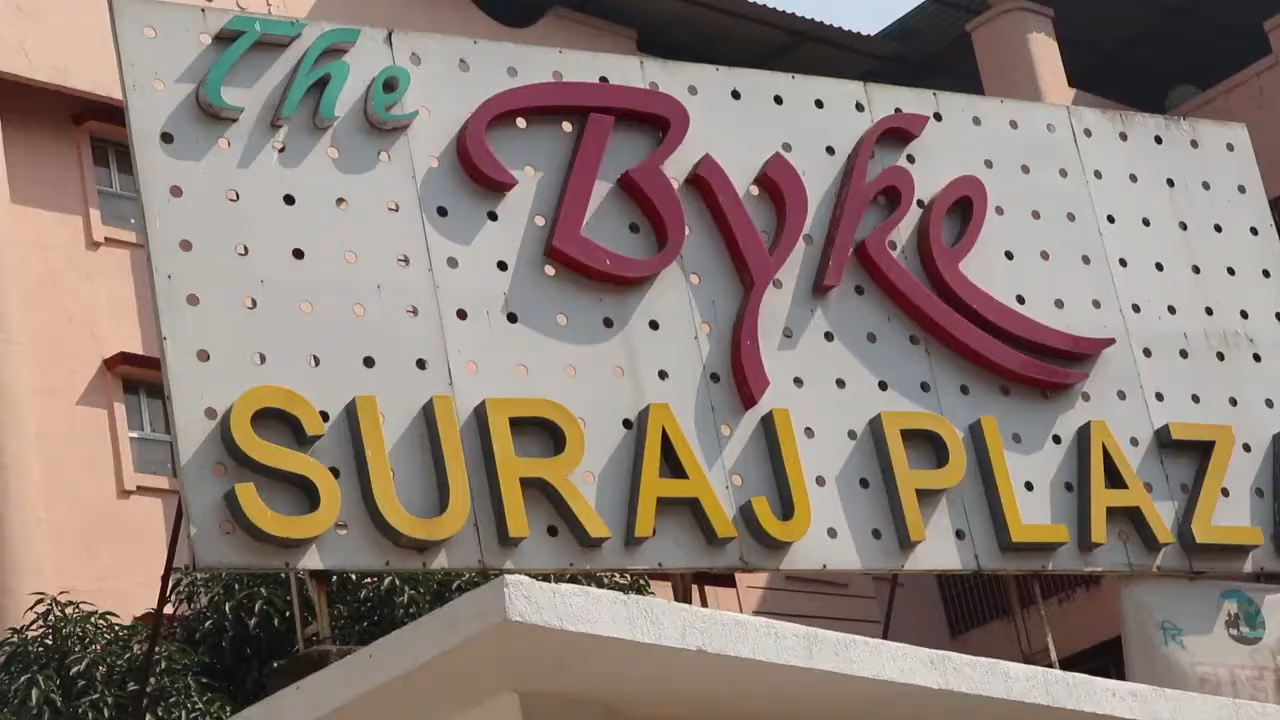 The
Byke
SURAJ PLAZ
दि